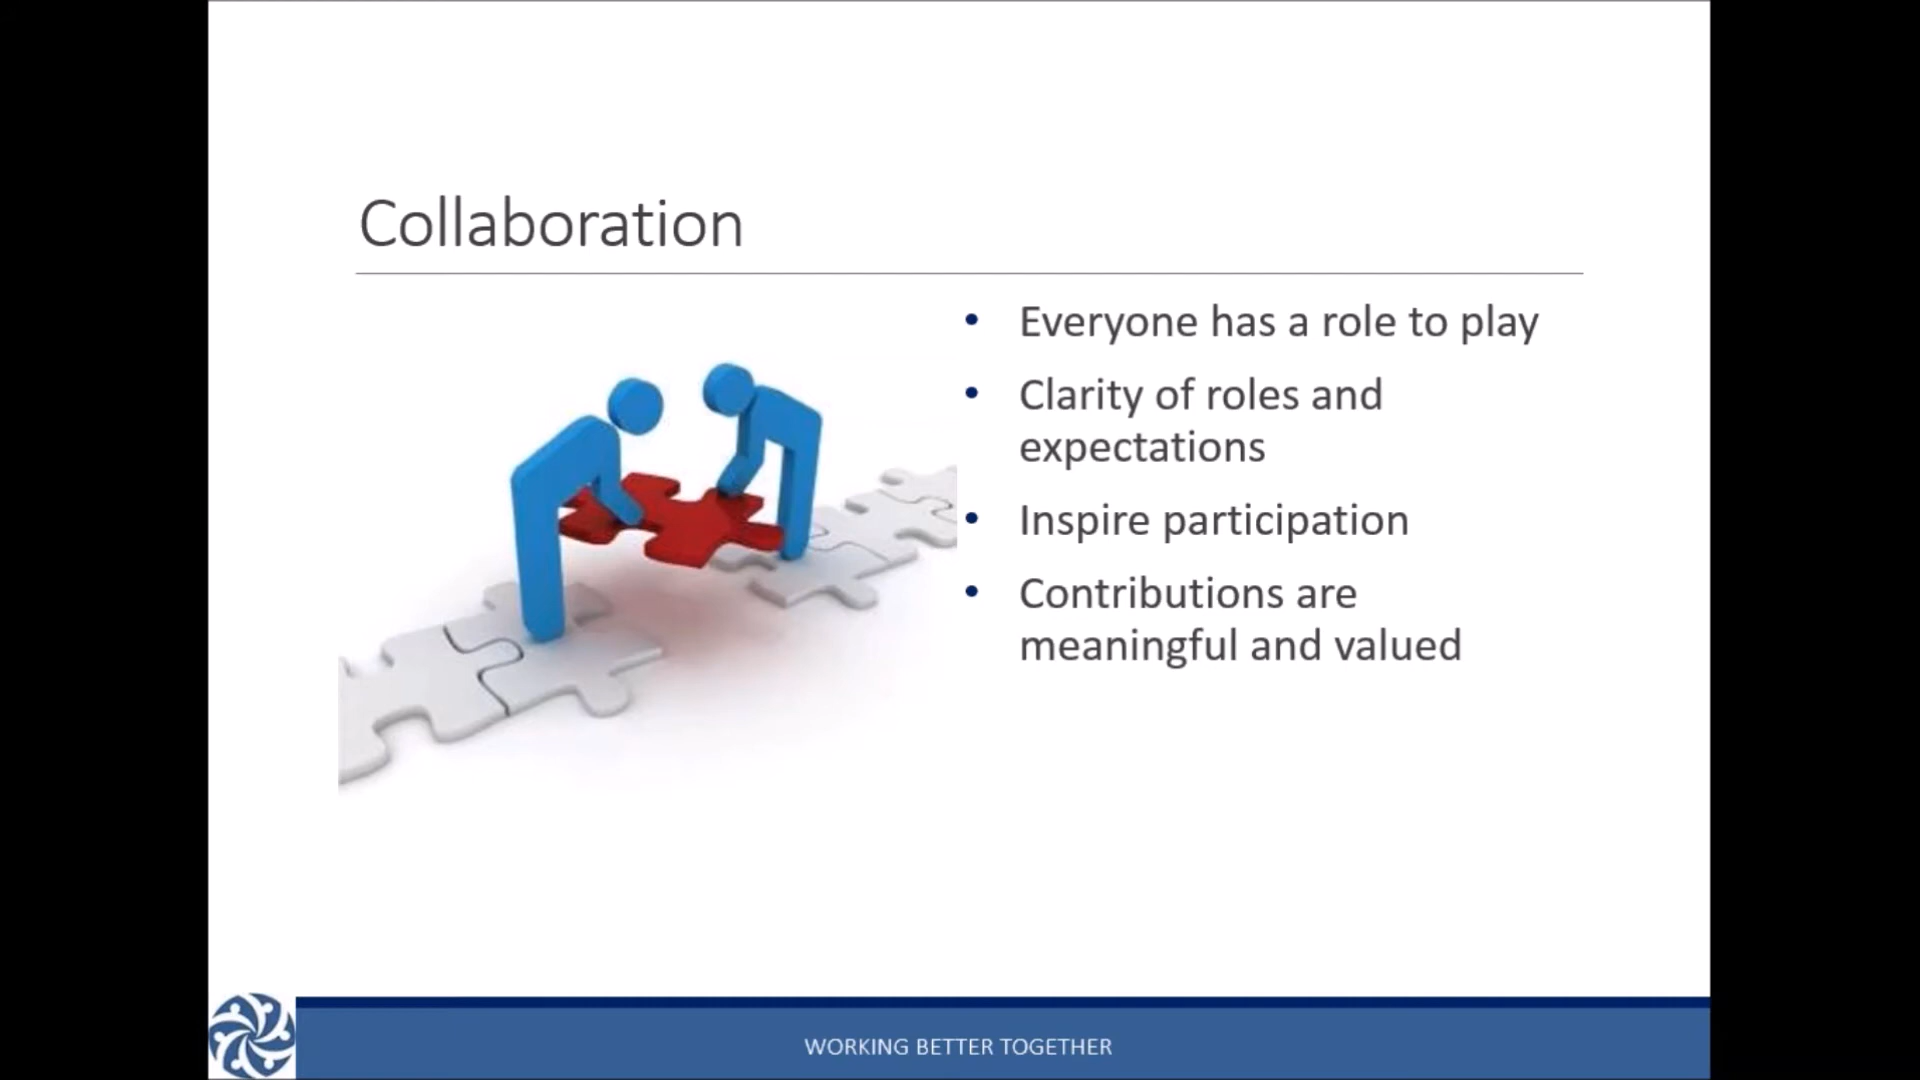 Collaboration
• Everyone has a role to play
• Clarity of roles and
expectations
• Inspire participation
• Contributions are
meaningful and valued
WORKING BETTER TOGETHER